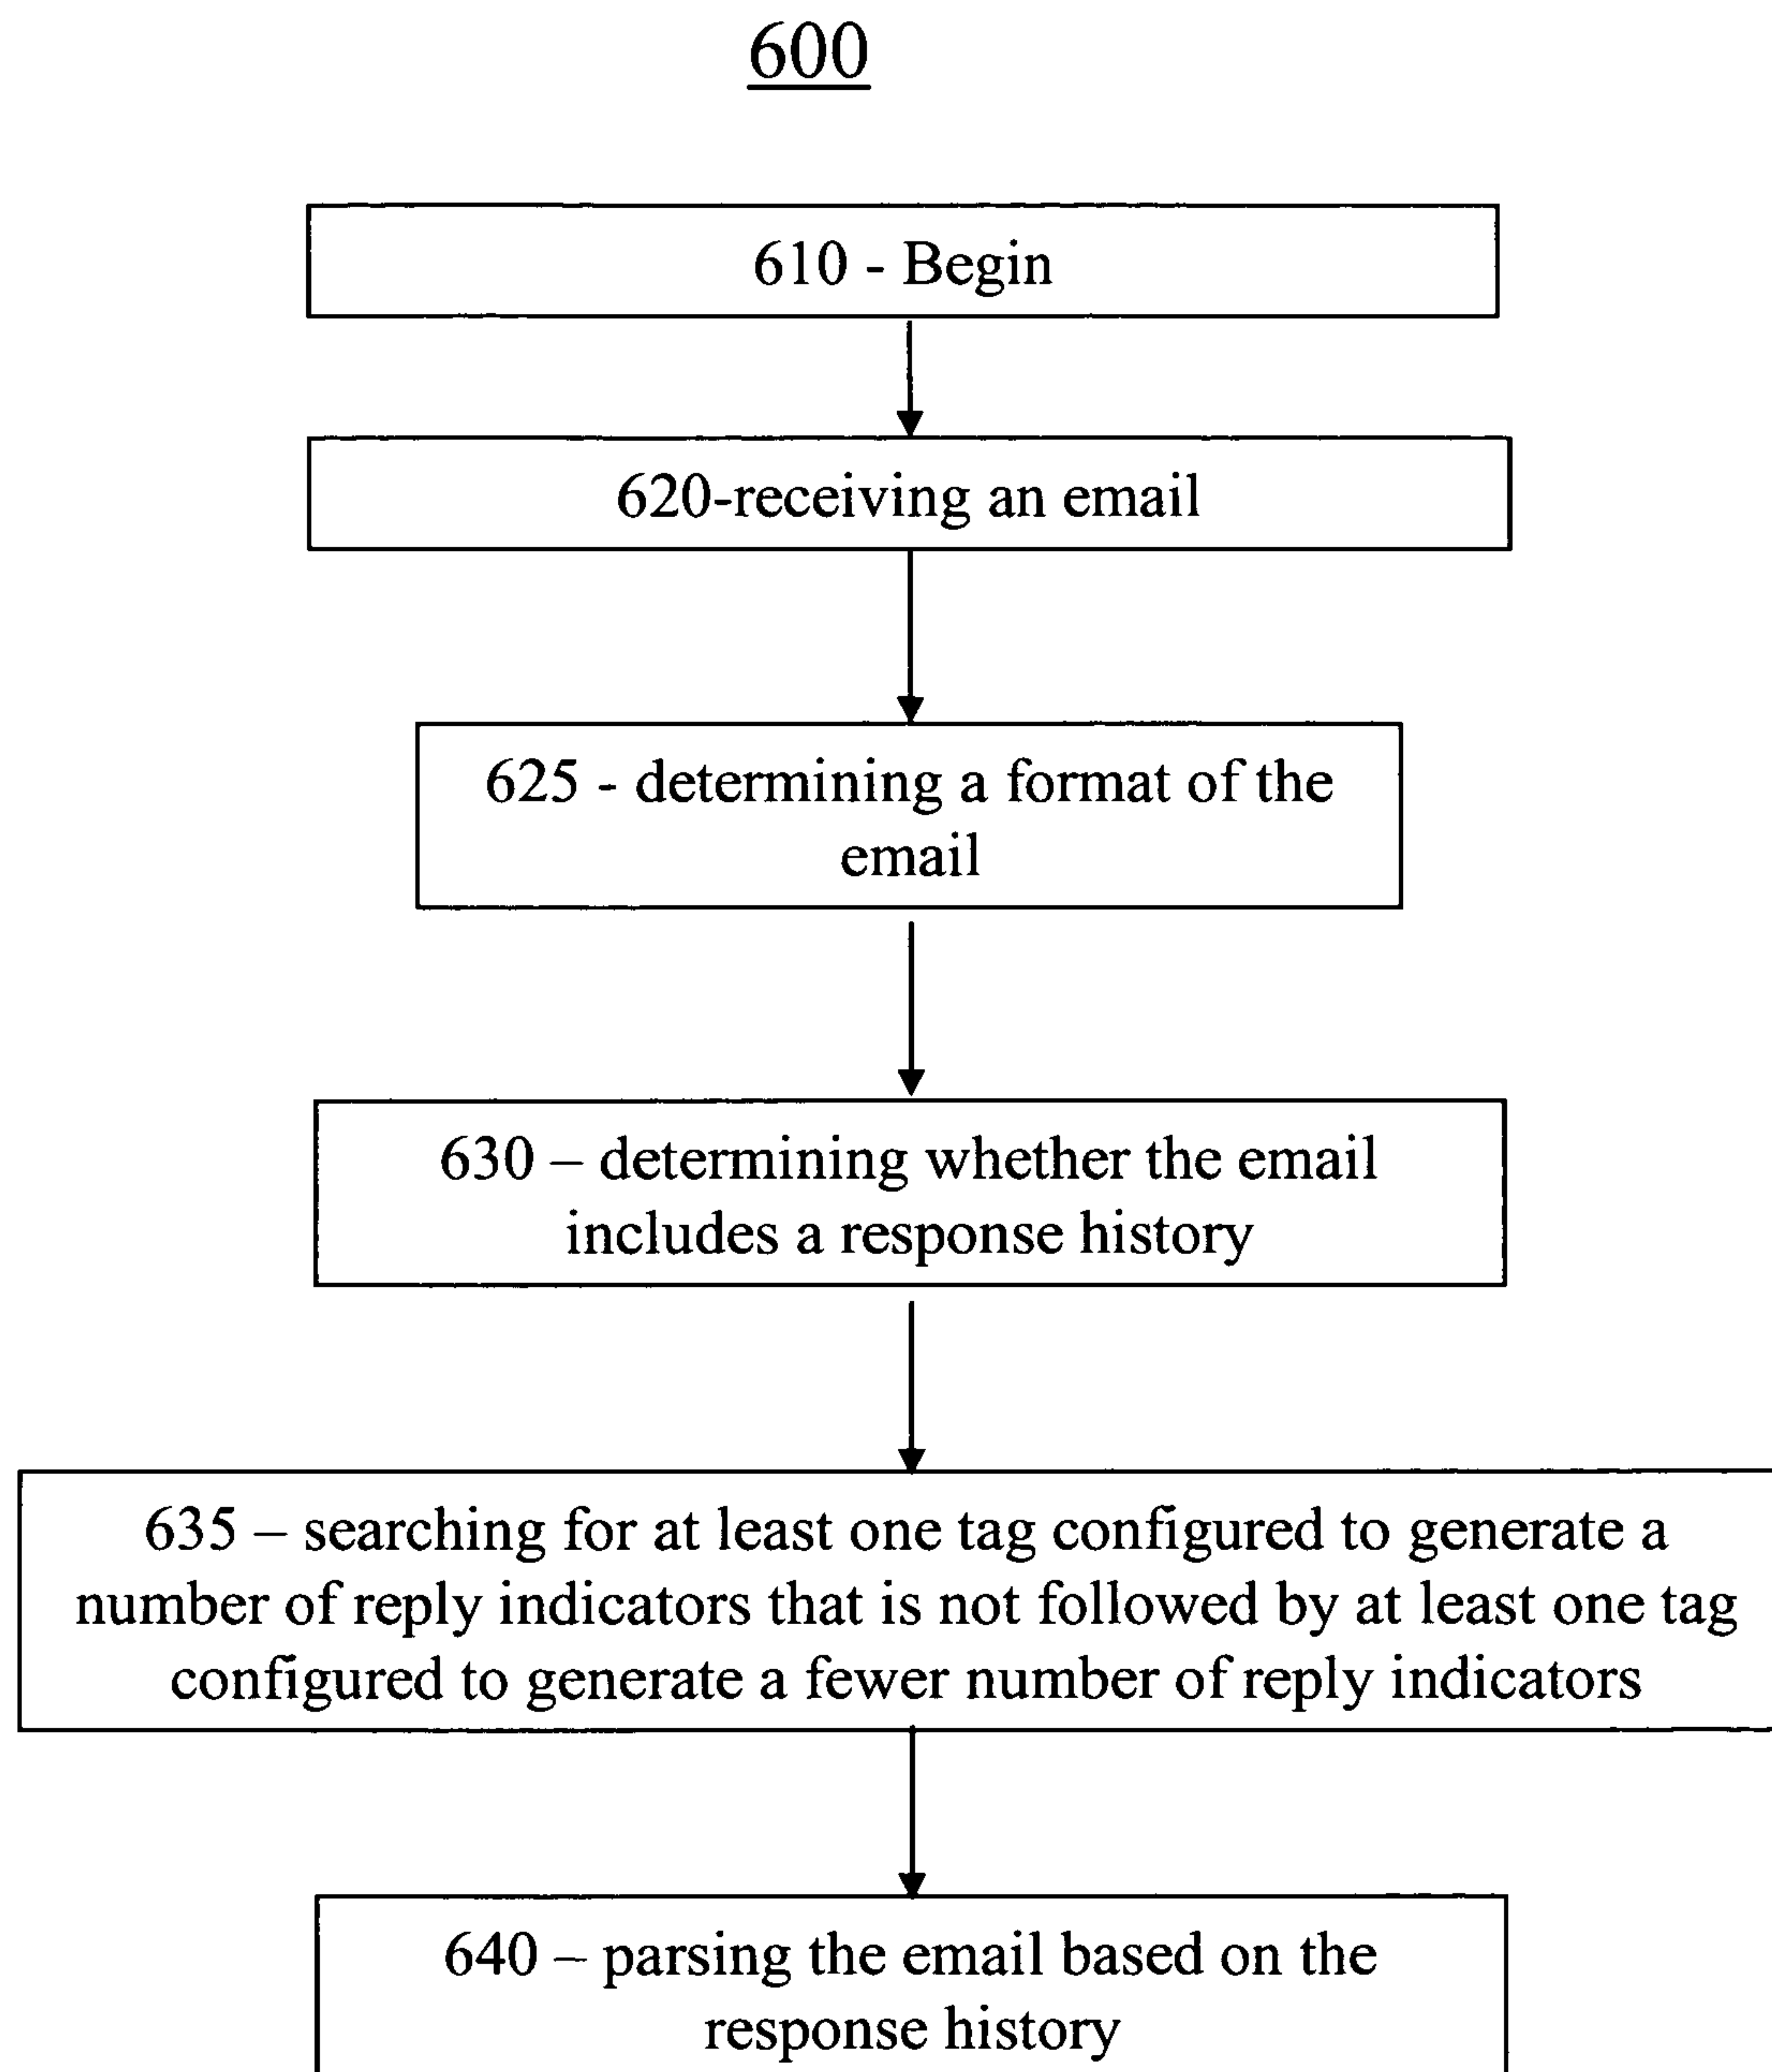 600
610 - Begin
620-receiving an email
625 - determining a format of the
email
630 – determining whether the email
includes a response history
635 – searching for at least one tag configured to generate a
number of reply indicators that is not followed by at least one tag
configured to generate a fewer number of reply indicators
640 – parsing the email based on the
response history